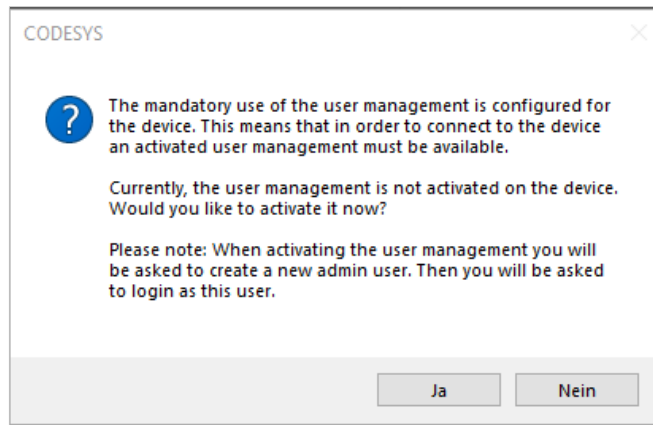 CODESYS
The mandatory use of the user management is configured for
the device. This means that in order to connect to the device
an activated user management must be available.
Currently, the user management is not activated on the device.
Would you like to activate it now?
Please note: When activating the user management you will
be asked to create a new admin user. Then you will be asked
to login as this user.
Ja
Nein